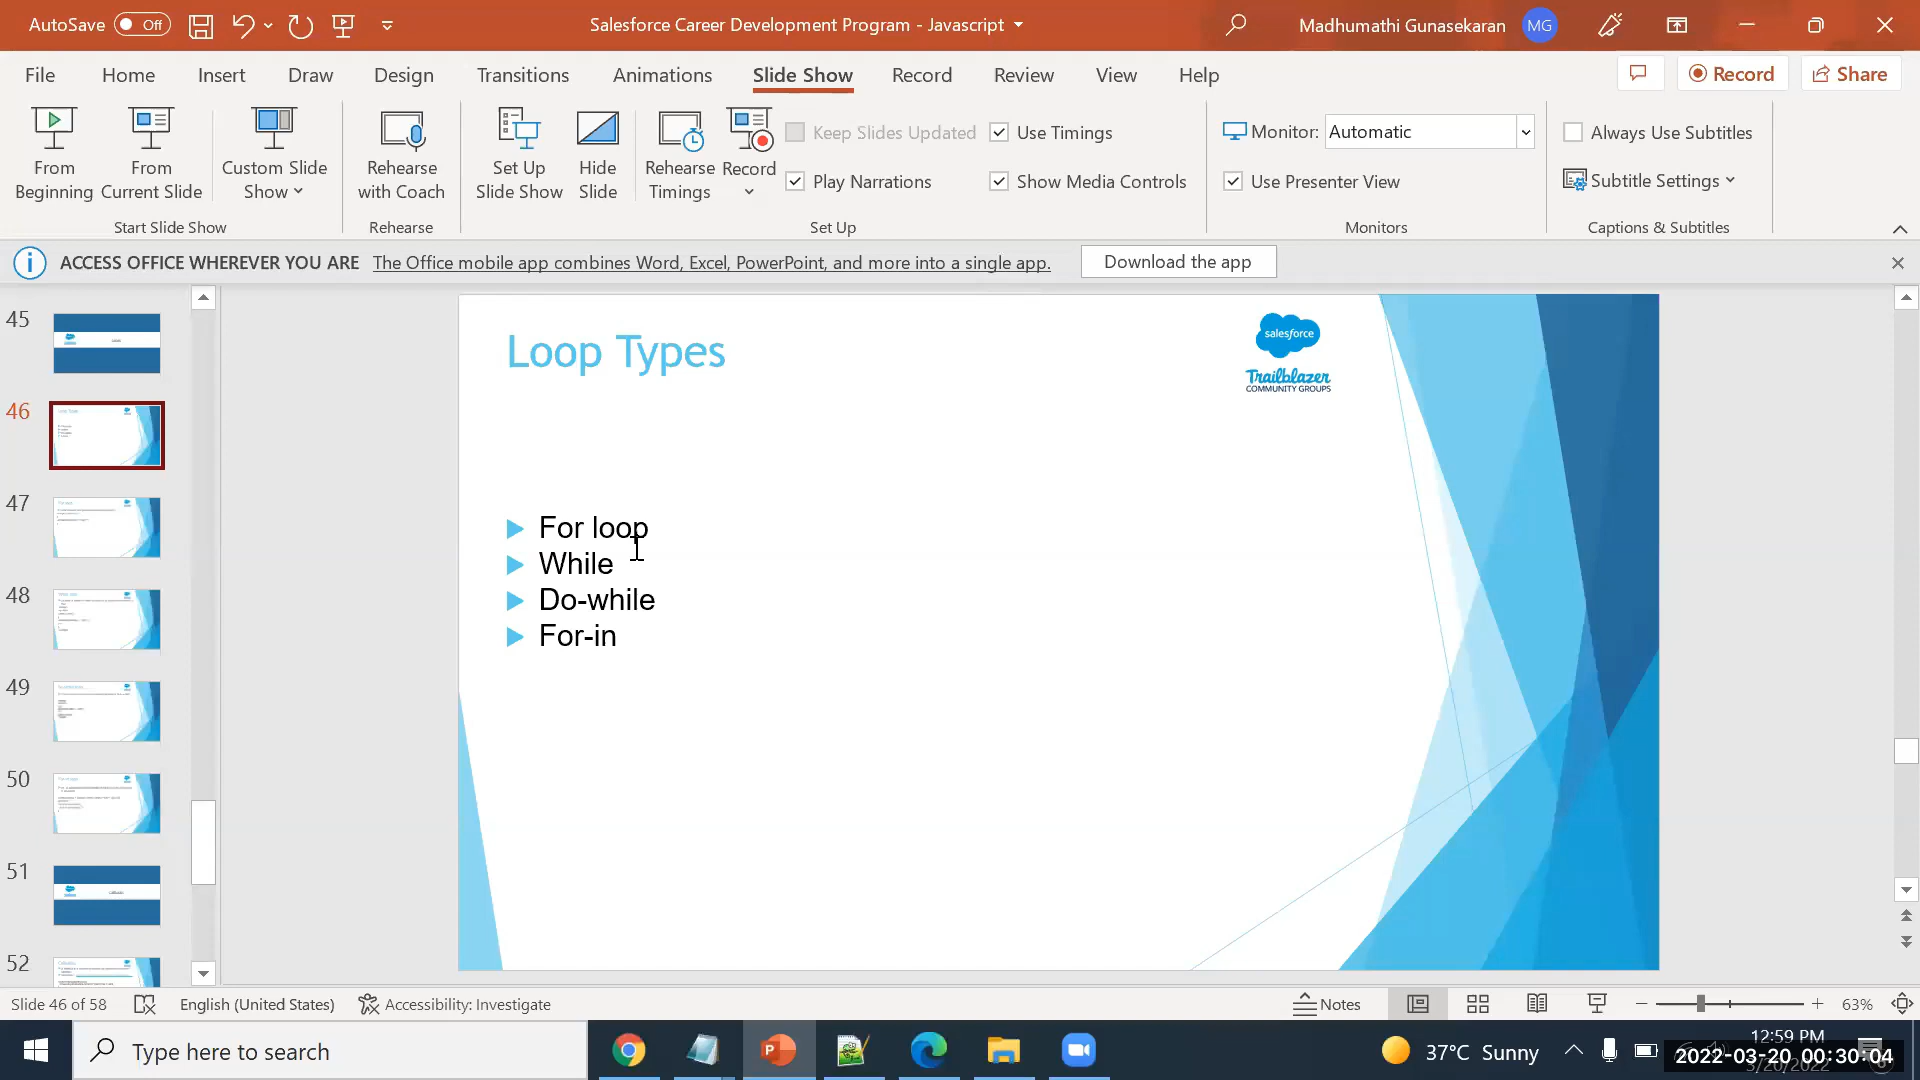 AutoSave Off
Salesforce Career Development Program - Javascript
Madhumathi Gunasekaran
MG
File
Home
Insert
Draw
Design
Transitions
Animations
Slide Show
Record
Review
View
Help
Record
Share
From Beginning
From Current Slide
Custom Slide Show
Start Slide Show
Rehearse with Coach
Rehearse
Set Up Slide Show
Hide Slide
Rehearse Timings
Record
Keep Slides Updated
Use Timings
Play Narrations
Show Media Controls
Set Up
Monitor: Automatic
Use Presenter View
Monitors
Always Use Subtitles
Subtitle Settings
Captions & Subtitles
ACCESS OFFICE WHEREVER YOU ARE The Office mobile app combines Word, Excel, PowerPoint, and more into a single app. Download the app
45
46
47
48
49
50
51
52
Loop Types
salesforce
Trailblazer
COMMUNITY GROUPS
For loop
While
Do-while
For-in
Slide 46 of 58
English (United States)
Accessibility: Investigate
Notes
63%
Type here to search
37°C Sunny
12:59 PM
2022-03-20 00:30:04